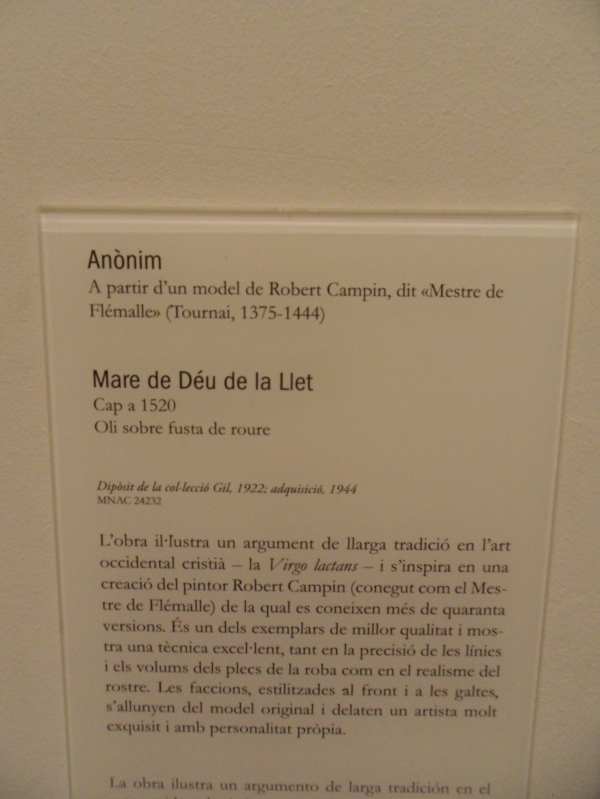 Anònim
A partir d'un model de Robert Campin, dit «Mestre de
Flémalle» (Tournai, 1375-1444)
Mare de Déu de la Llet
Cap a 1520
Oli sobre fusta de roure
Dipòsit de la col·lecció Gil, 1922; adquisició, 1944
MNAC 24232
L'obra il·lustra un argument de llarga tradició en l'art
occidental cristià – la Virgo lactans – i s'inspira en una
creació del pintor Robert Campin (conegut com el Mes-
tre de Flémalle) de la qual es coneixen més de quaranta
versions. És un dels exemplars de millor qualitat i mos-
tra una tècnica excel·lent, tant en la precisió de les línies
i els volums dels plecs de la roba com en el realisme del
rostre. Les faccions, estilitzades al front i a les galtes,
s'allunyen del model original i delaten un artista molt
exquisit i amb personalitat pròpia.
La obra ilustra un argumento de larga tradición en el